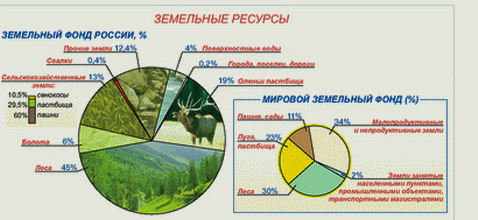 ЗЕМЕЛЬНЫЕ РЕСУРСЫ
ЗЕМЕЛЬНЫЙ ФОНД РОССИИ, %
Прочие земли 12,4%
4% Поверхностные воды
Свалки 0,4%
0,2% Города, поселки, дороги
Сельскохозяйственные земли: 13%
19% Оленьи пастбища
10,5% сенокосы
29,5% пастбища
60% пашни
Болота 6%
Леса 45%
МИРОВОЙ ЗЕМЕЛЬНЫЙ ФОНД (%)
Пашня, сады 11%
34% Малопродуктивные
и непродуктивные земли
Луга, 23%
пастбища
2% Земли занятые
населенными пунктами,
промышленными объектами,
транспортными магистралями
Леса 30%